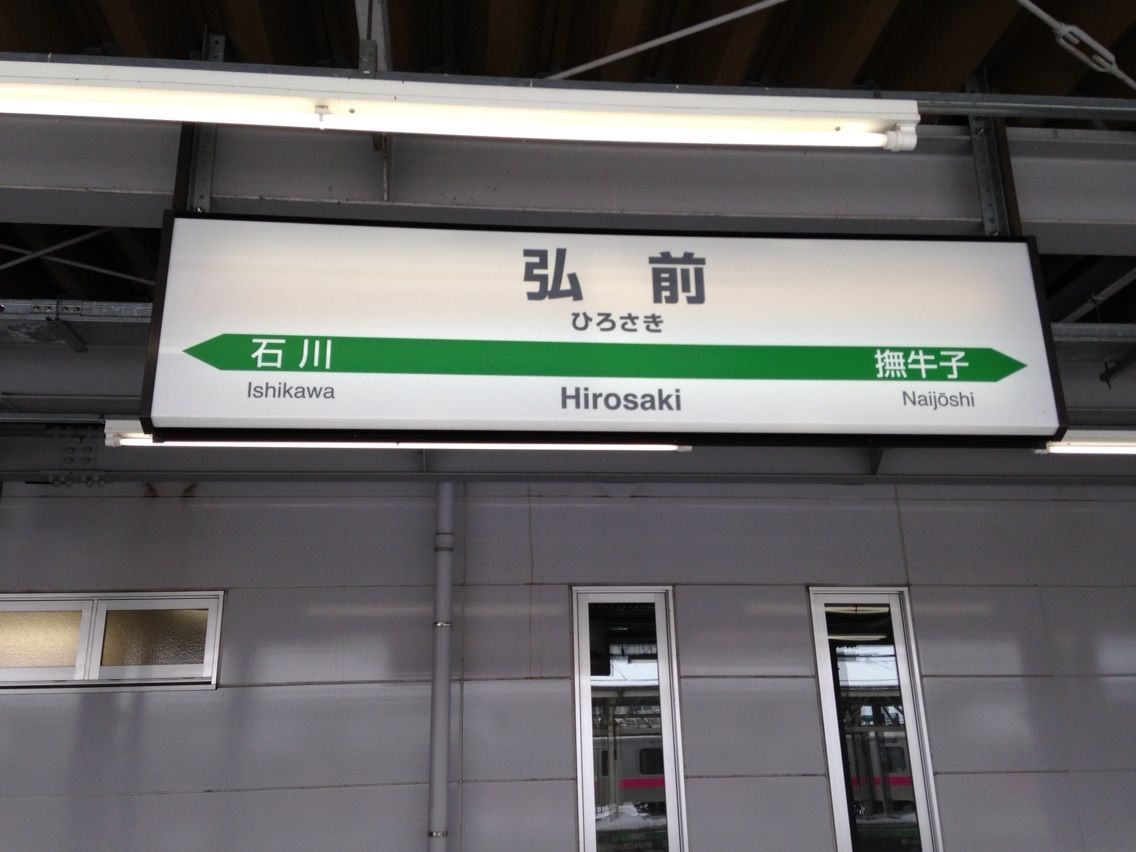 弘前
ひろさき
石川
撫牛子
Ishikawa
Hirosaki
Naijōshi